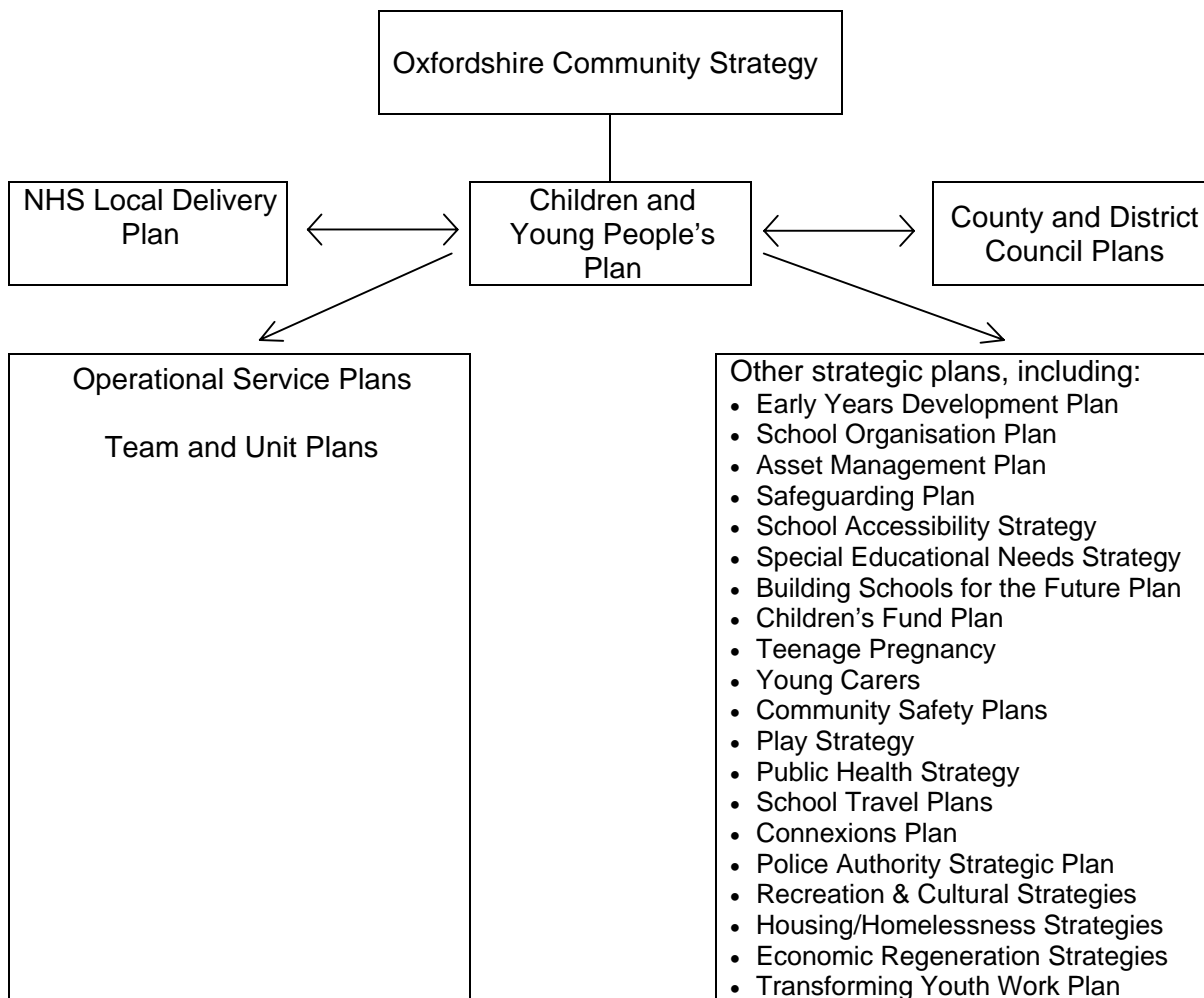 Oxfordshire Community Strategy
NHS Local Delivery
Plan
Children and
Young People’s
Plan
County and District
Council Plans
Operational Service Plans
Team and Unit Plans
Other strategic plans, including:
• Early Years Development Plan
• School Organisation Plan
• Asset Management Plan
• Safeguarding Plan
• School Accessibility Strategy
• Special Educational Needs Strategy
• Building Schools for the Future Plan
• Children’s Fund Plan
• Teenage Pregnancy
• Young Carers
• Community Safety Plans
• Play Strategy
• Public Health Strategy
• School Travel Plans
• Connexions Plan
• Police Authority Strategic Plan
• Recreation & Cultural Strategies
• Housing/Homelessness Strategies
• Economic Regeneration Strategies
• Transforming Youth Work Plan